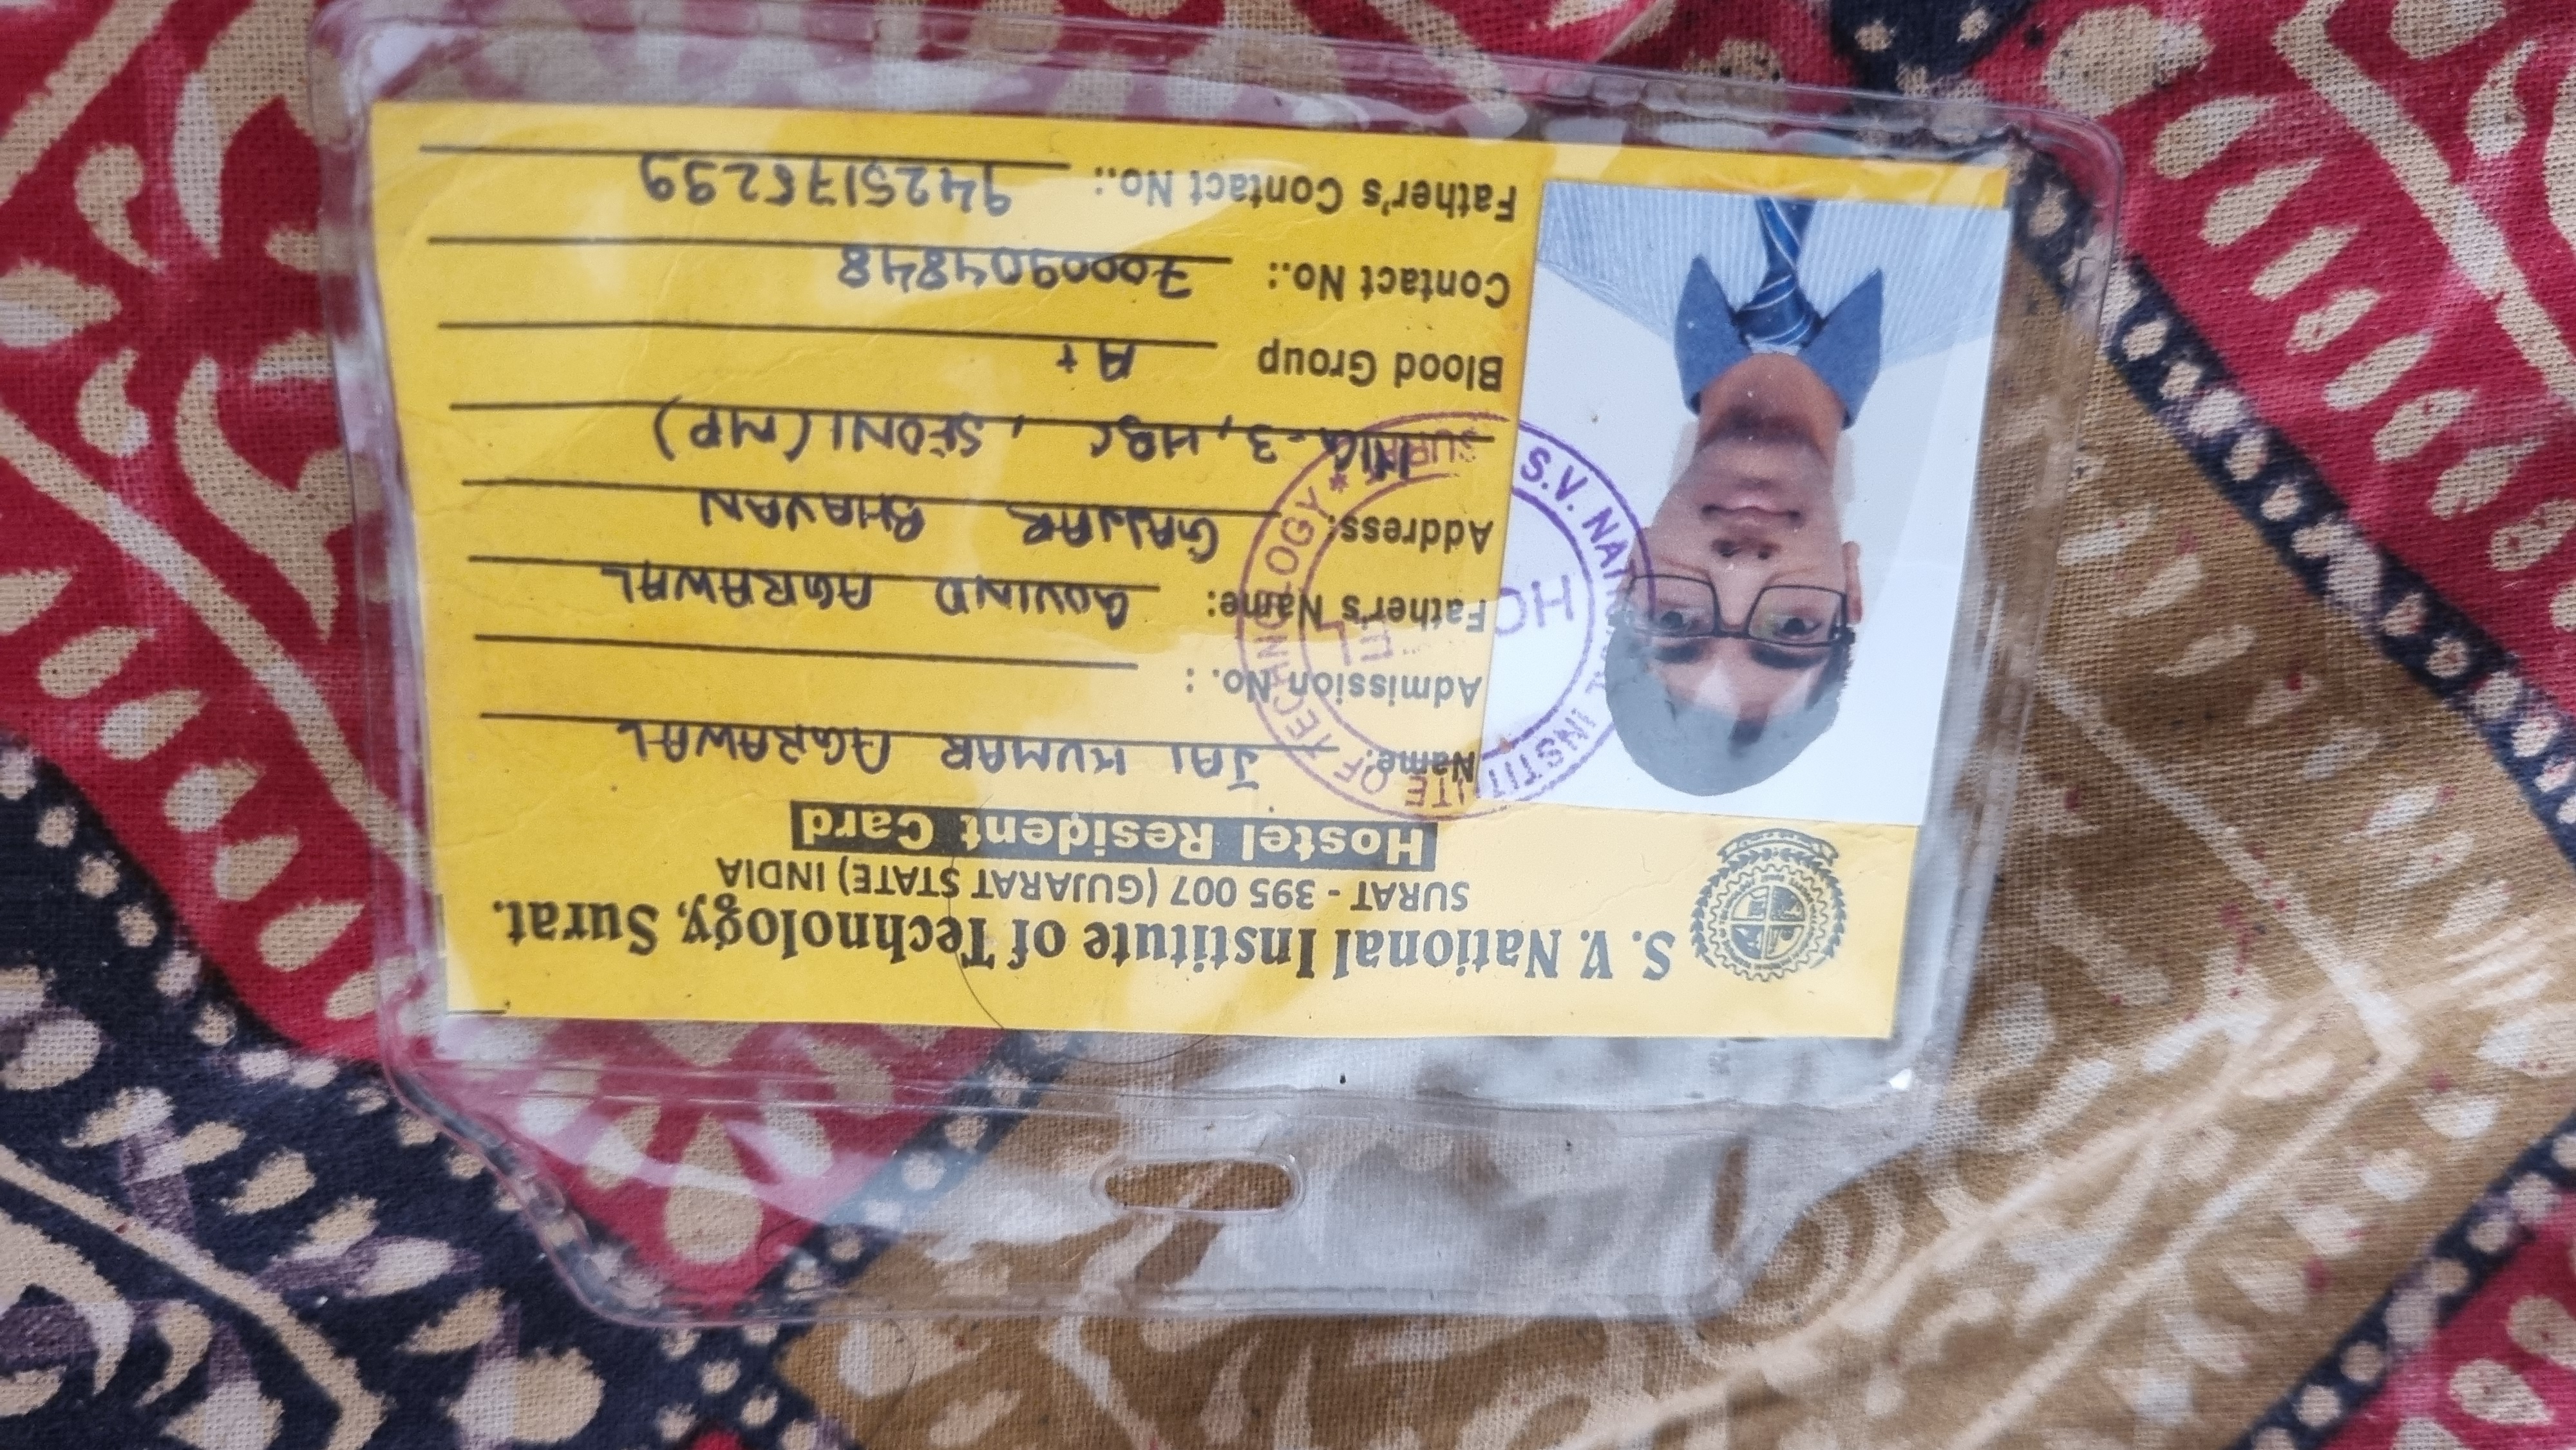 S. V. National Institute of Technology, Surat.
SURAT - 395 007 (GUJARAT STATE) INDIA
Hostel Resident Card
Name: JAI KUMAR AGRAWAL
Admission No. :
Father's Name: GOVIND AGRAWAL
Address: GAJJAR BHAVAN
3, HBC, SEONI (MP)
Blood Group A+
Contact No.: 7000904848
Father's Contact No.:
S.V. NATIONAL INSTITUTE OF TECHNOLOGY * SURAT
HOSTEL